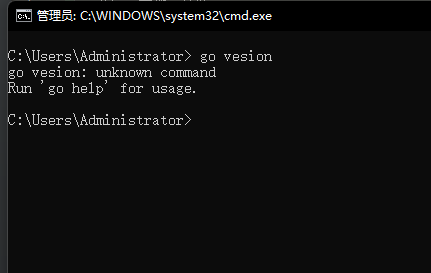 管理员: C:\WINDOWS\system32\cmd.exe
C:\Users\Administrator> go vesion
go vesion: unknown command
Run 'go help' for usage.
C:\Users\Administrator>